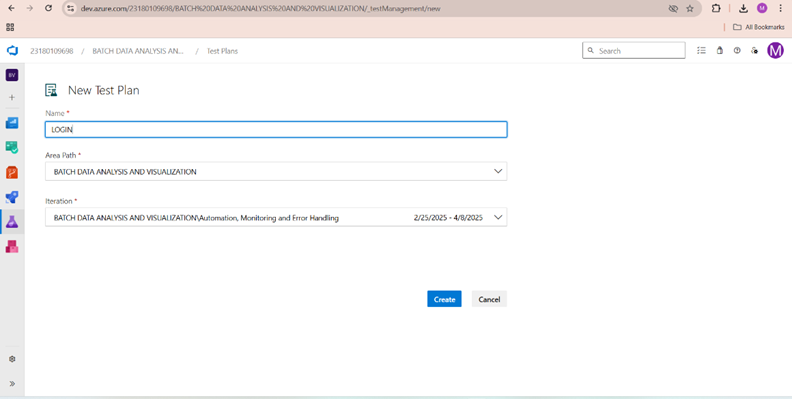 dev.azure.com/23180109698/BATCH%20DATA%20ANALYSIS%20AND%20VISUALIZATION/_testManagement/new
M
All Bookmarks
23180109698 / BATCH DATA ANALYSIS AN... / Test Plans
Search
M
BV
New Test Plan
Name *
LOGIN
Area Path *
BATCH DATA ANALYSIS AND VISUALIZATION
Iteration *
BATCH DATA ANALYSIS AND VISUALIZATION\Automation, Monitoring and Error Handling 2/25/2025 - 4/8/2025
Create Cancel